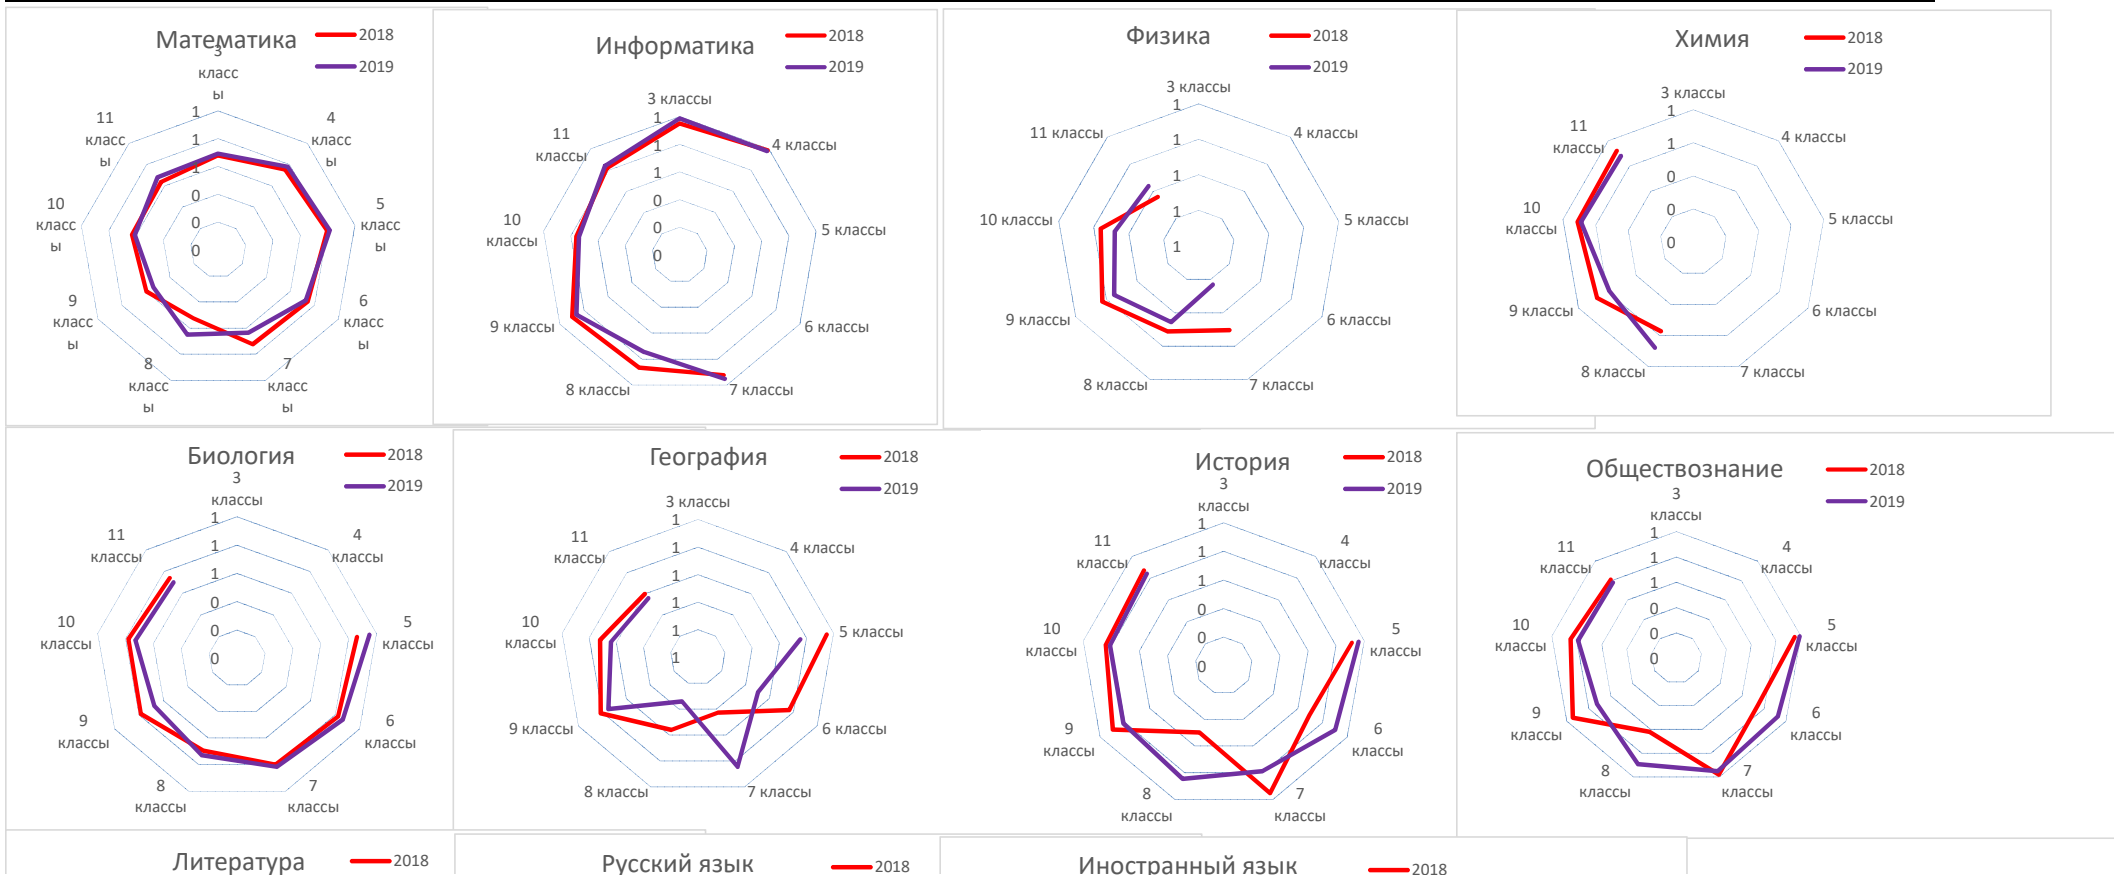 Математика
2018
2019
3
класс
ы
4
класс
ы
5
класс
ы
6
класс
ы
7
класс
ы
8
класс
ы
9
класс
ы
10
класс
ы
11
класс
ы
1
1
1
0
0
0
Информатика
2018
2019
3 классы
4 классы
5 классы
6 классы
7 классы
8 классы
9 классы
10
классы
11
классы
1
1
1
0
0
0
Физика
2018
2019
3 классы
4 классы
5 классы
6 классы
7 классы
8 классы
9 классы
10 классы
11 классы
1
1
1
1
1
Химия
2018
2019
3 классы
4 классы
5 классы
6 классы
7 классы
8 классы
9 классы
10
классы
11
классы
1
1
0
0
0
Биология
2018
2019
3
классы
4
классы
5
классы
6
классы
7
классы
8
классы
9
классы
10
классы
11
классы
1
1
1
0
0
0
География
2018
2019
3 классы
4 классы
5 классы
6 классы
7 классы
8 классы
9 классы
10
классы
11
классы
1
1
1
1
1
1
История
2018
2019
3
классы
4
классы
5
классы
6
классы
7
классы
8
классы
9
классы
10
классы
11
классы
1
1
1
0
0
0
Обществознание
2018
2019
3
классы
4
классы
5
классы
6
классы
7
классы
8
классы
9
классы
10
классы
11
классы
1
1
1
0
0
0
Литература
2018
Русский язык
2018
Иностранный язык
2018